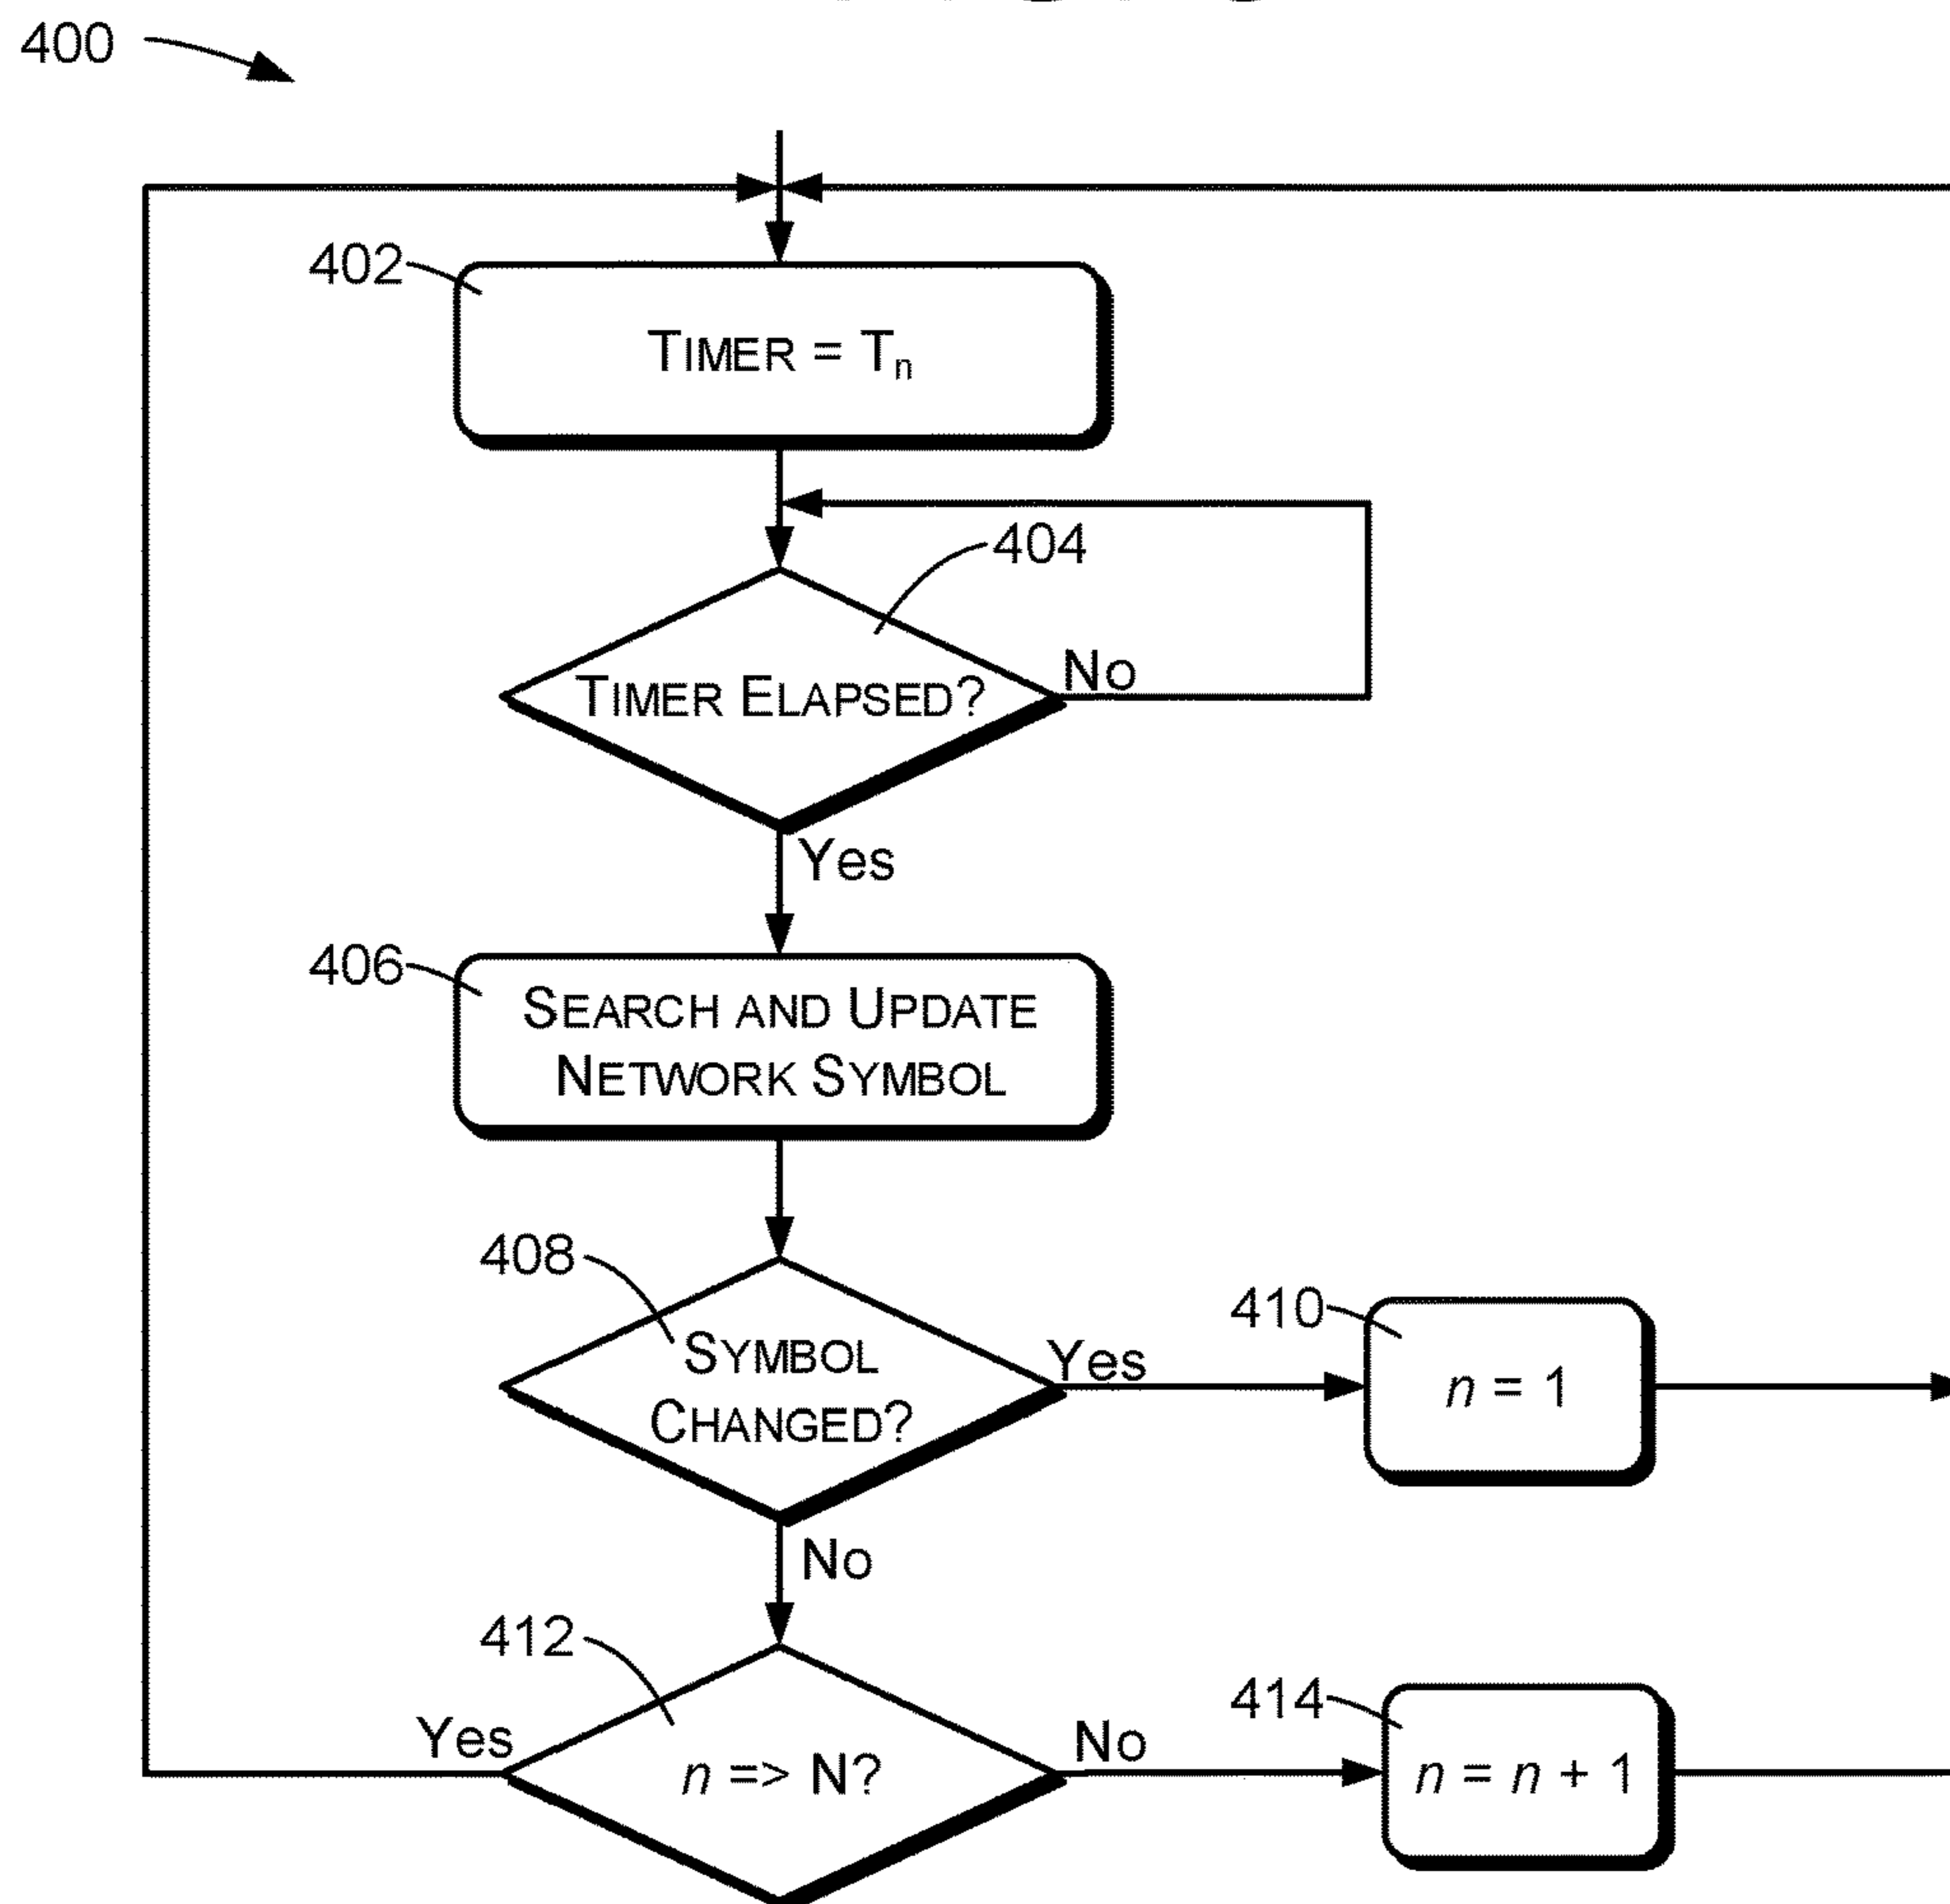 400
402
TIMER = Tn
404
TIMER ELAPSED?
No
Yes
406
SEARCH AND UPDATE
NETWORK SYMBOL
408
SYMBOL
CHANGED?
Yes
410
n = 1
No
412
n => N?
Yes
No
414
n = n + 1